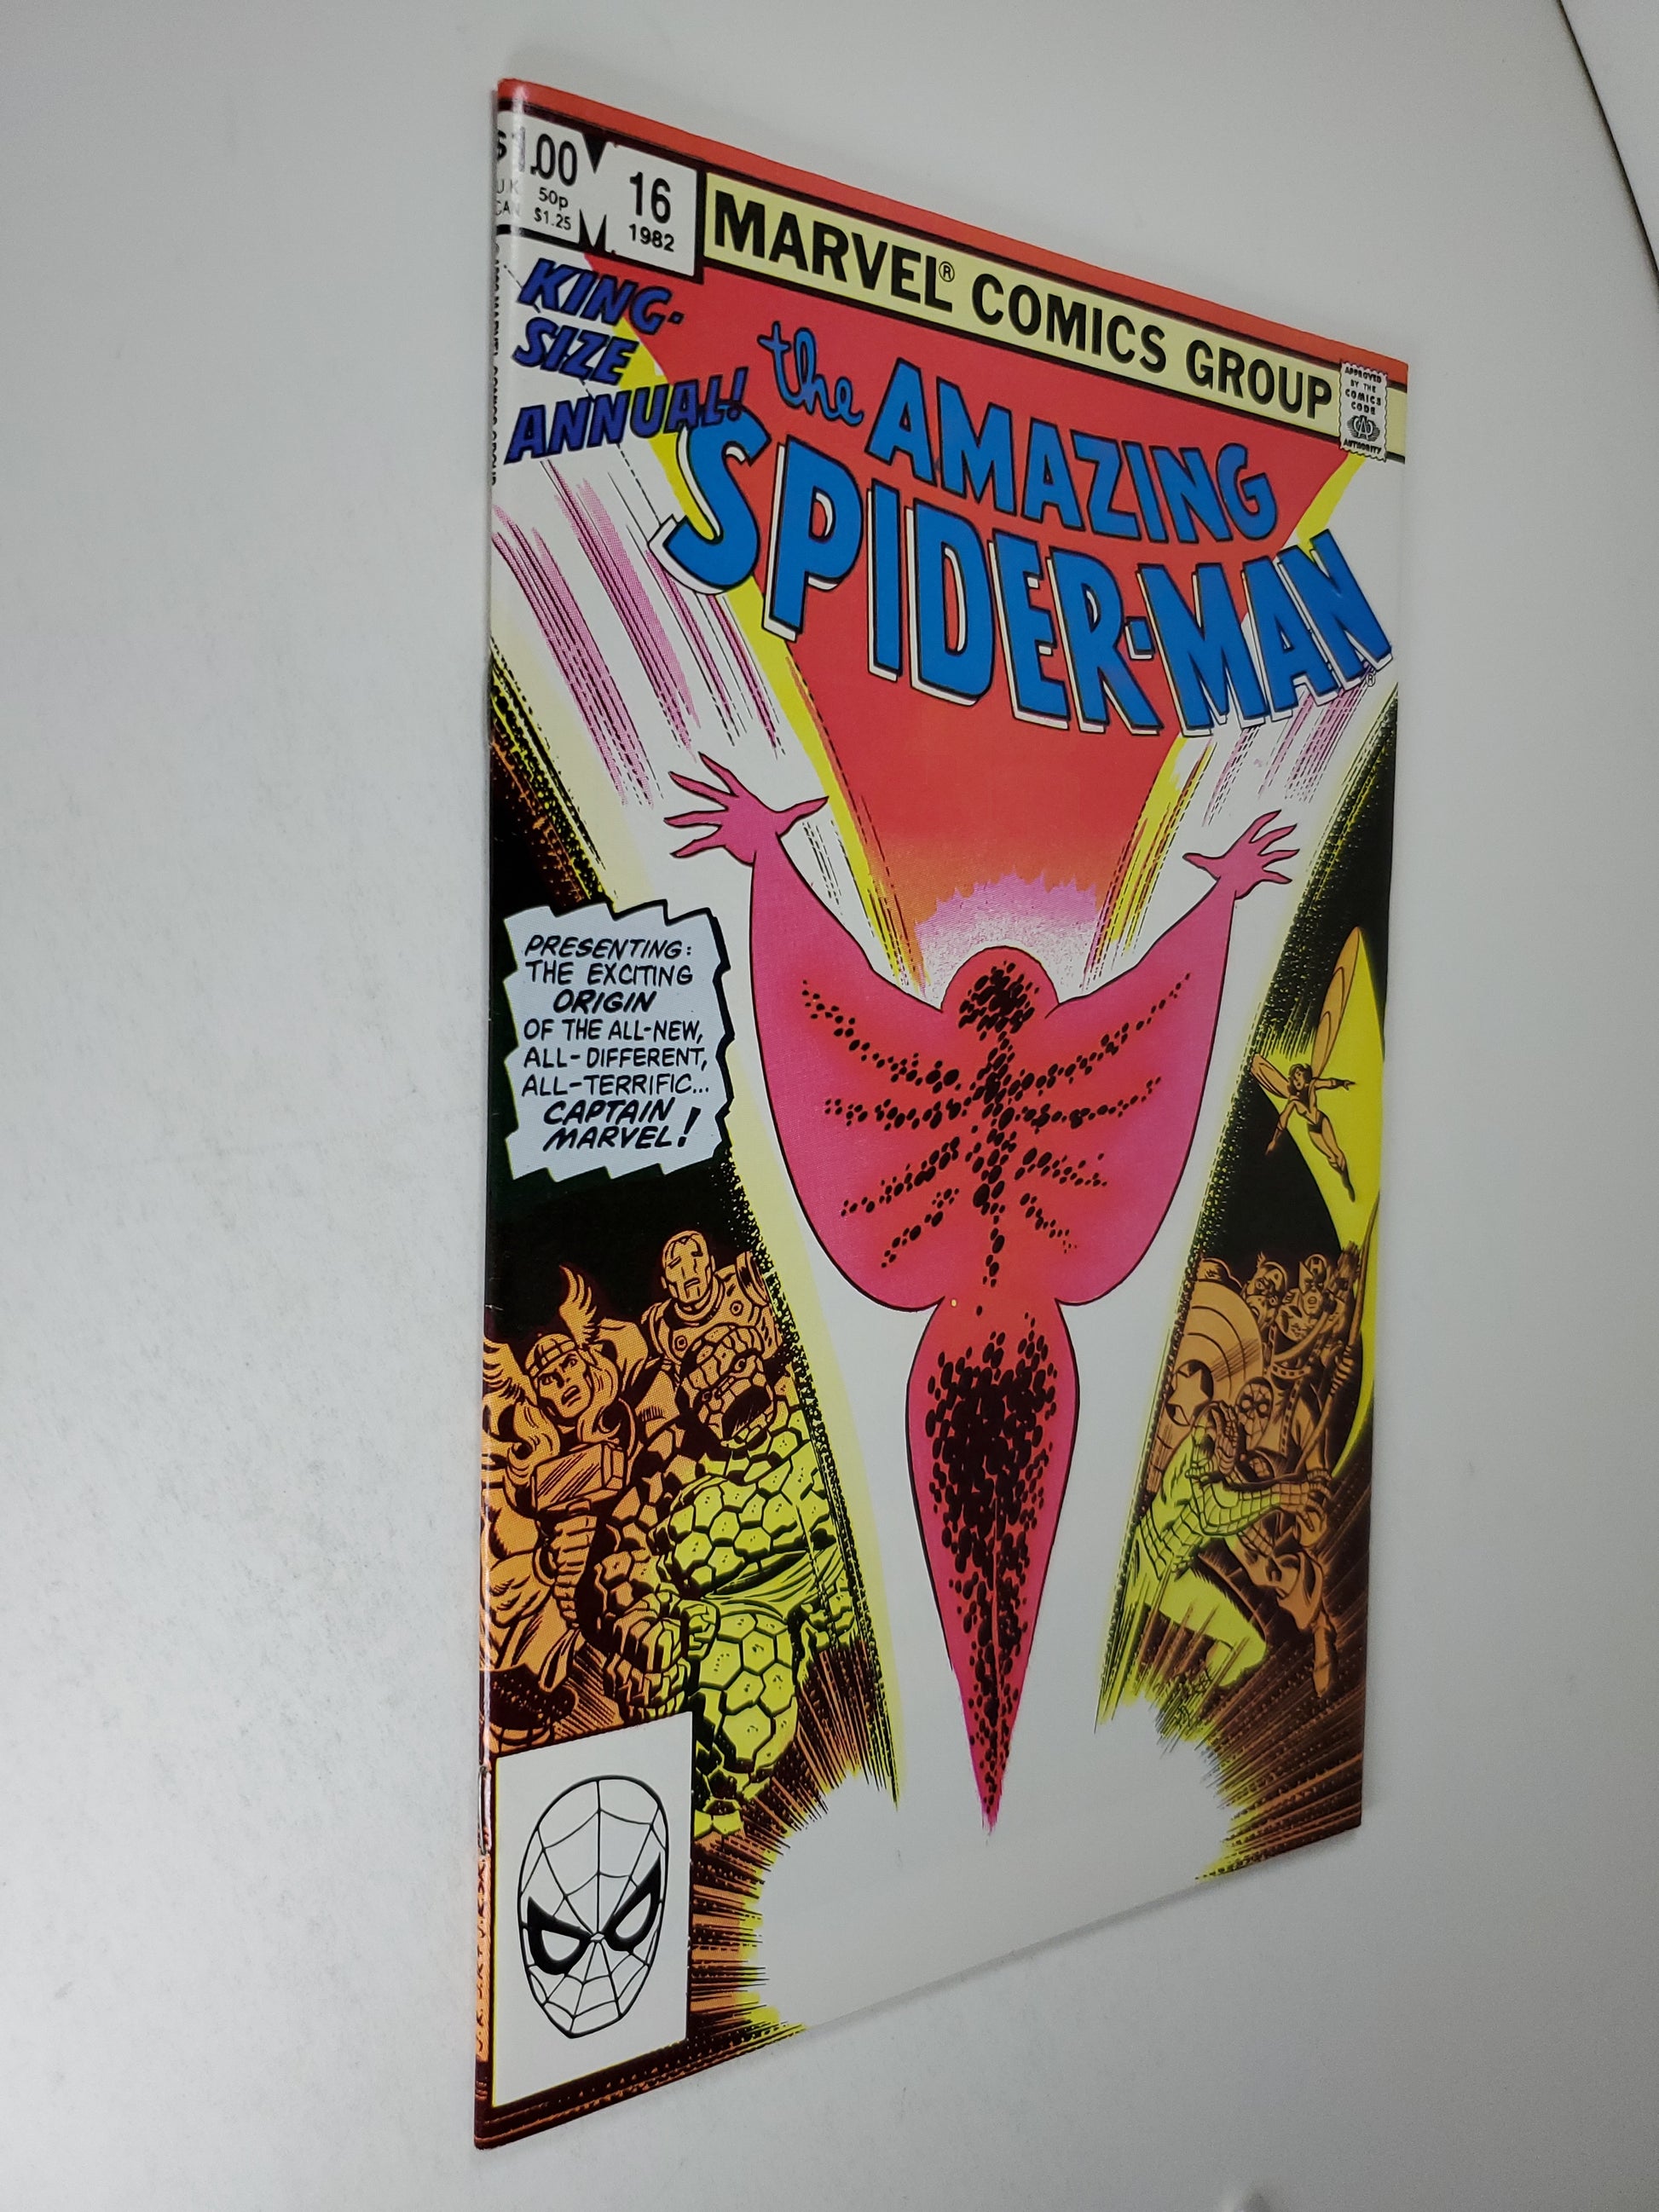 $1.00
U.K. 50p
CAN. $1.25
16
1982
MARVEL® COMICS GROUP
APPROVED
BY THE
COMICS
CODE
CA
AUTHORITY
KING-
SIZE
ANNUAL!
the AMAZING
SPIDER-MAN®
PRESENTING:
THE EXCITING
ORIGIN
OF THE ALL-NEW,
ALL-DIFFERENT,
ALL-TERRIFIC...
CAPTAIN
MARVEL!